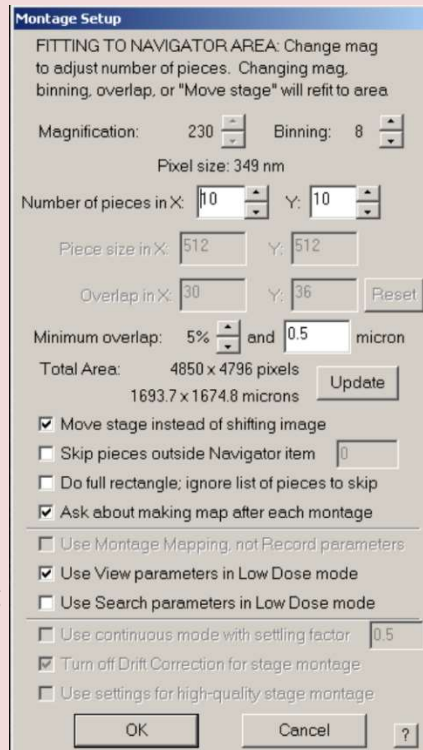 Montage Setup
FITTING TO NAVIGATOR AREA: Change mag
to adjust number of pieces. Changing mag,
binning, overlap, or "Move stage" will refit to area
Magnification: 230 Binning: 8
Pixel size: 349 nm
Number of pieces in X: 10 Y: 10
Piece size in X: 512 Y: 512
Overlap in X: 30 Y: 36 Reset
Minimum overlap: 5% and 0.5 micron
Total Area: 4850 x 4796 pixels
1693.7 x 1674.8 microns Update
Move stage instead of shifting image
Skip pieces outside Navigator item 0
Do full rectangle; ignore list of pieces to skip
Ask about making map after each montage
Use Montage Mapping, not Record parameters
Use View parameters in Low Dose mode
Use Search parameters in Low Dose mode
Use continuous mode with settling factor 0.5
Turn off Drift Correction for stage montage
Use settings for high-quality stage montage
OK Cancel ?